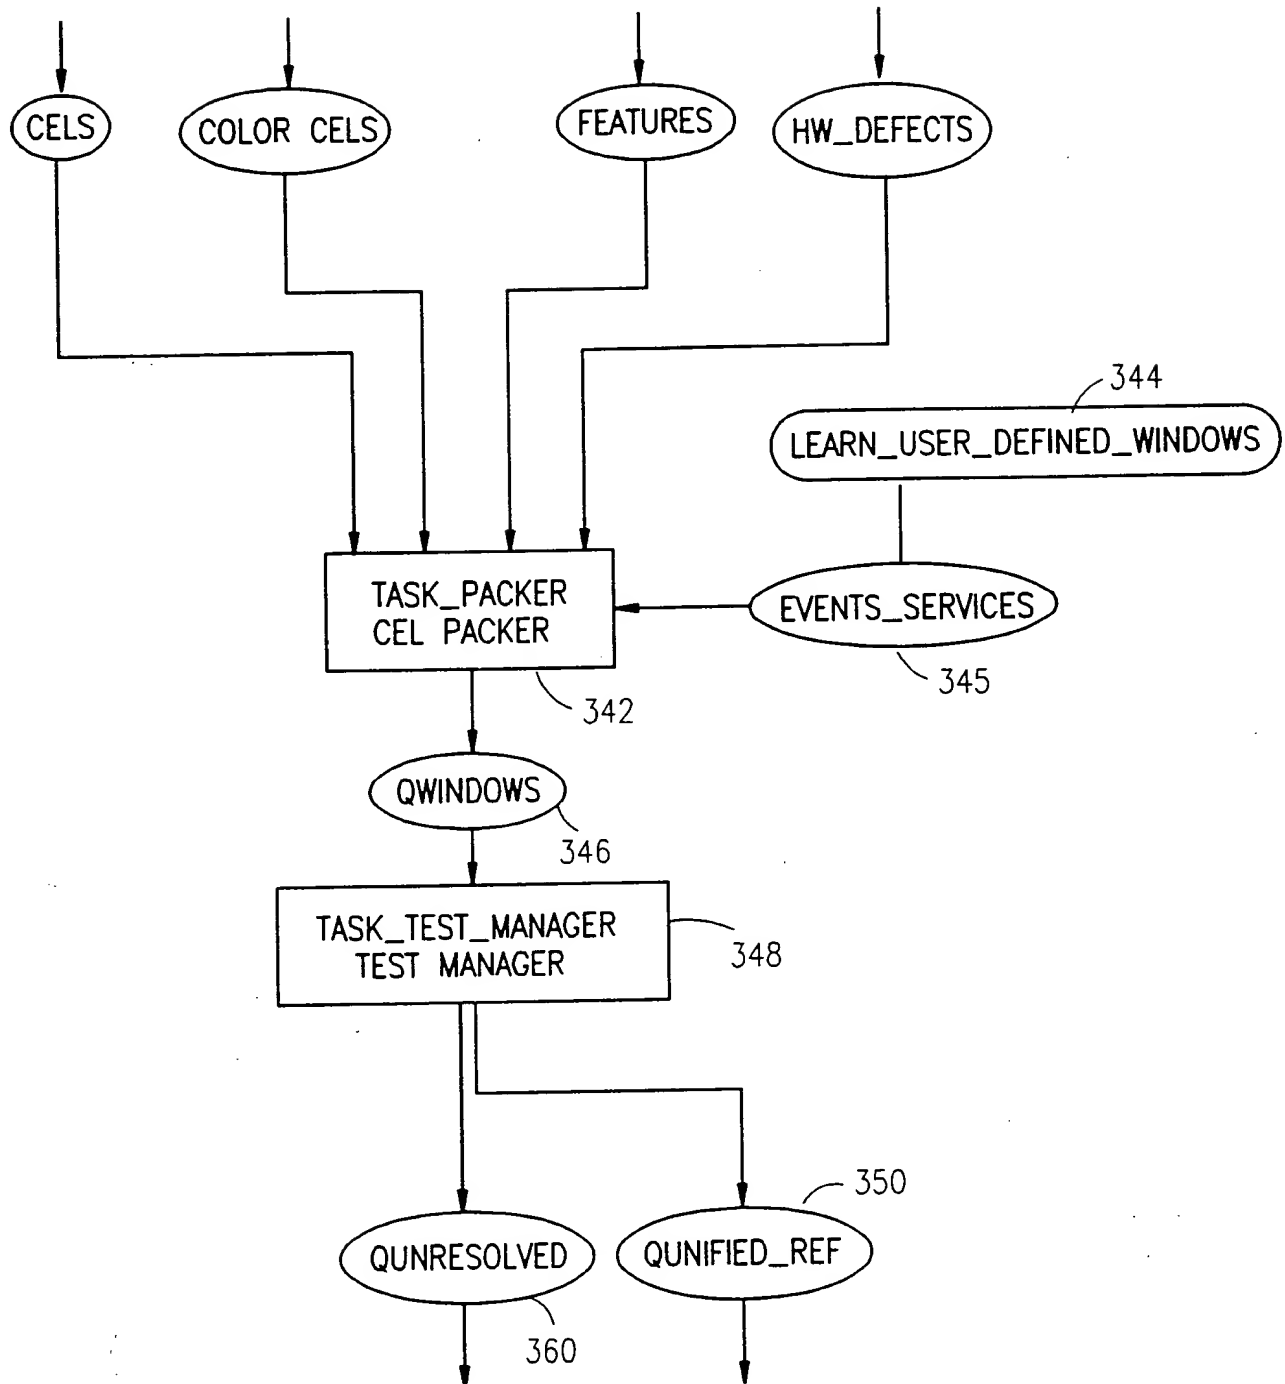 CELS
COLOR CELS
FEATURES
HW_DEFECTS
344
LEARN_USER_DEFINED_WINDOWS
TASK_PACKER
CEL PACKER
EVENTS_SERVICES
345
342
QWINDOWS
346
TASK_TEST_MANAGER
TEST MANAGER
348
350
QUNRESOLVED
QUNIFIED_REF
360